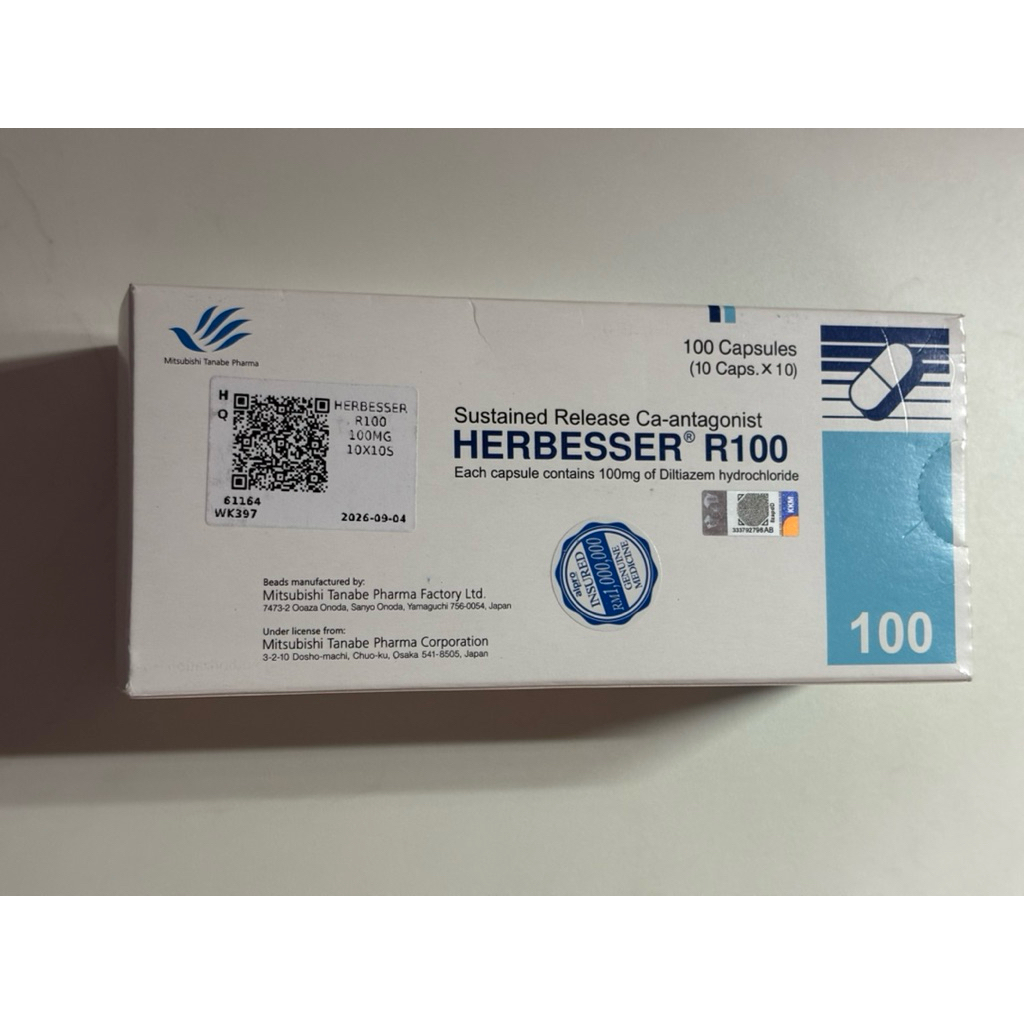 Mitsubishi Tanabe Pharma
HQ
HERBESSER
R100
100MG
10X10S
61164
WK397
2026-09-04
100 Capsules
(10 Caps.×10)
Sustained Release Ca-antagonist
HERBESSER® R100
Each capsule contains 100mg of Diltiazem hydrochloride
KKM
333792796AB
alpro
INSURED
RM1,000,000
GENUINE
MEDICINE
Beads manufactured by:
Mitsubishi Tanabe Pharma Factory Ltd.
7473-2 Ooaza Onoda, Sanyo Onoda, Yamaguchi 756-0054, Japan
Under license from:
Mitsubishi Tanabe Pharma Corporation
3-2-10 Dosho-machi, Chuo-ku, Osaka 541-8505, Japan
100